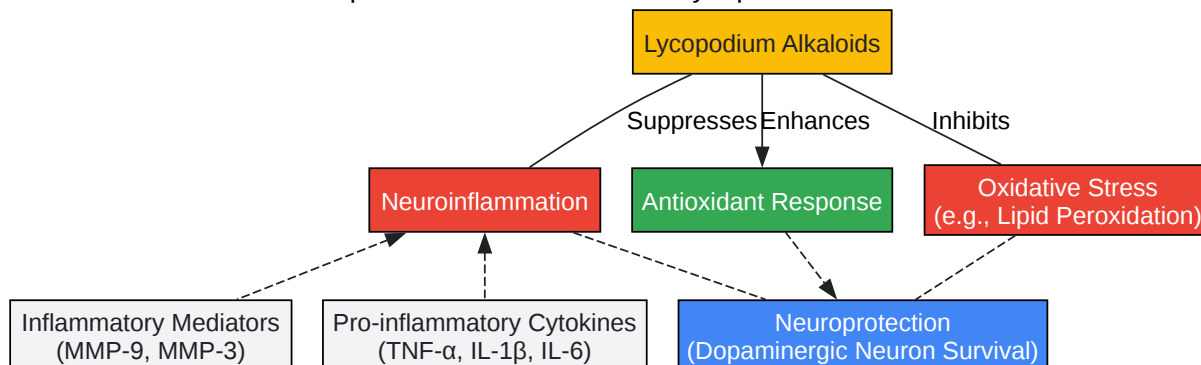 Lycopodium Alkaloids
Suppresses Enhances Inhibits
Neuroinflammation
Antioxidant Response
Oxidative Stress
(e.g., Lipid Peroxidation)
Inflammatory Mediators
(MMP-9, MMP-3)
Pro-inflammatory Cytokines
(TNF-α, IL-1β, IL-6)
Neuroprotection
(Dopaminergic Neuron Survival)